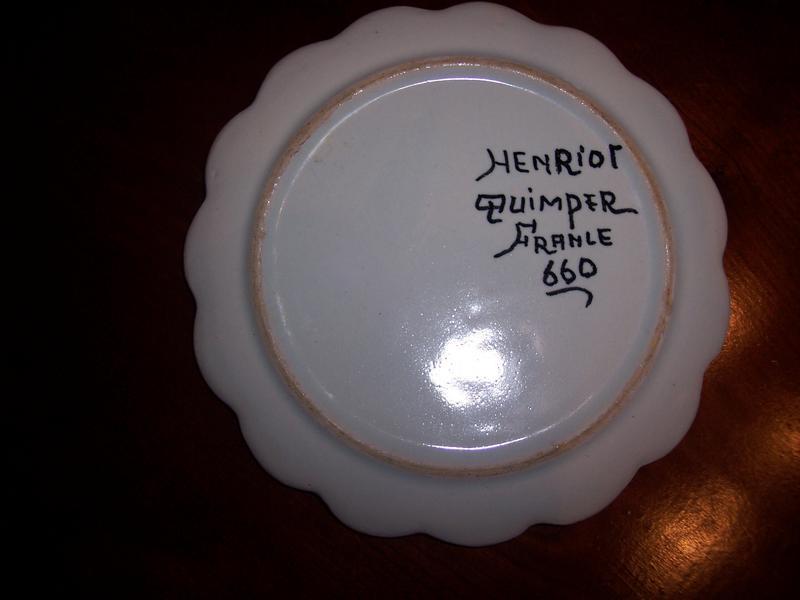 HENRIOT
QUIMPER
FRANCE
660